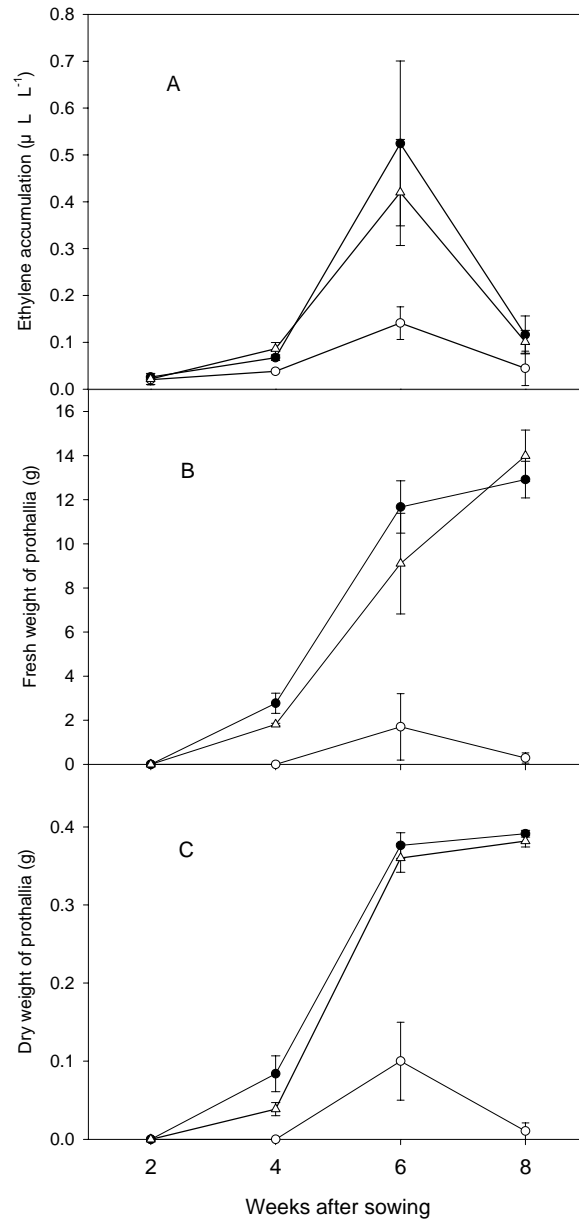 0.8
0.7
0.6
0.5
0.4
0.3
0.2
0.1
0.0
Ethylene accumulation (µ L L-1)
A
16
14
12
10
8
6
4
2
0
Fresh weight of prothallia (g)
B
0.4
0.3
0.2
0.1
0.0
Dry weight of prothallia (g)
C
2 4 6 8
Weeks after sowing